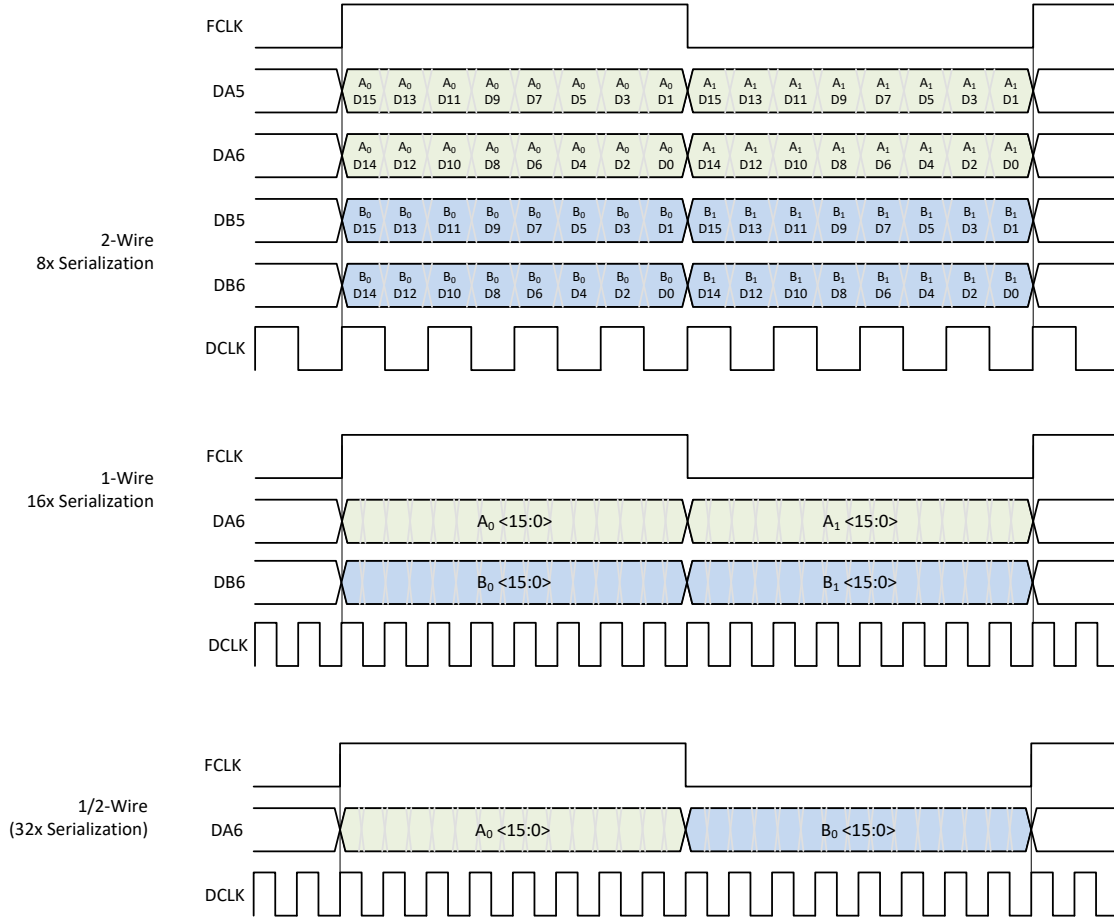 FCLK
DA5
A₀ A₀ A₀ A₀ A₀ A₀ A₀ A₀ A₁ A₁ A₁ A₁ A₁ A₁ A₁ A₁
D15 D13 D11 D9 D7 D5 D3 D1 D15 D13 D11 D9 D7 D5 D3 D1
DA6
A₀ A₀ A₀ A₀ A₀ A₀ A₀ A₀ A₁ A₁ A₁ A₁ A₁ A₁ A₁ A₁
D14 D12 D10 D8 D6 D4 D2 D0 D14 D12 D10 D8 D6 D4 D2 D0
2-Wire
8x Serialization
DB5
B₀ B₀ B₀ B₀ B₀ B₀ B₀ B₀ B₁ B₁ B₁ B₁ B₁ B₁ B₁ B₁
D15 D13 D11 D9 D7 D5 D3 D1 D15 D13 D11 D9 D7 D5 D3 D1
DB6
B₀ B₀ B₀ B₀ B₀ B₀ B₀ B₀ B₁ B₁ B₁ B₁ B₁ B₁ B₁ B₁
D14 D12 D10 D8 D6 D4 D2 D0 D14 D12 D10 D8 D6 D4 D2 D0
DCLK
FCLK
1-Wire
16x Serialization
DA6 A₀ <15:0> A₁ <15:0>
DB6 B₀ <15:0> B₁ <15:0>
DCLK
FCLK
1/2-Wire
(32x Serialization)
DA6 A₀ <15:0> B₀ <15:0>
DCLK